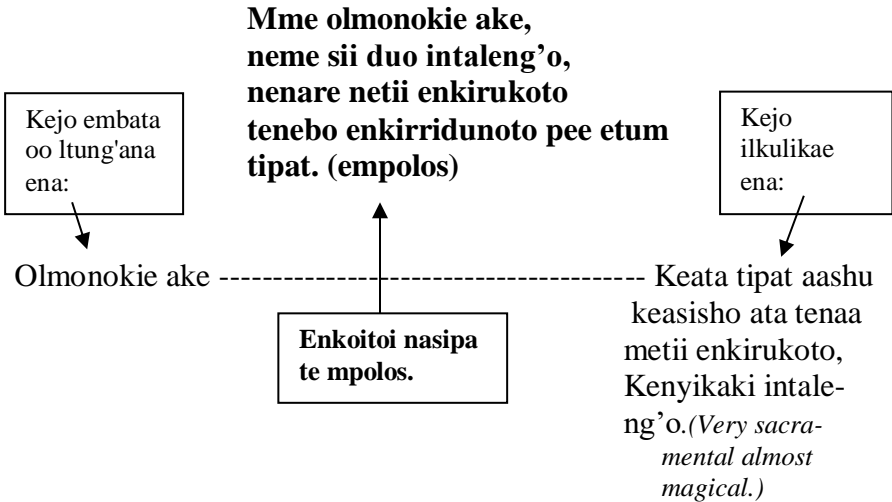 Mme olmonokie ake,
neme sii duo intaleng’o,
nenare netii enkirukoto
tenebo enkirridunoto pee etum
tipat. (empolos)
Kejo embata
oo ltung'ana
ena:
Kejo
ilkulikae
ena:
Olmonokie ake
Keata tipat aashu
keasisho ata tenaa
metii enkirukoto,
Kenyikaki intale-
ng’o.(Very sacra-
mental almost
magical.)
Enkoitoi nasipa
te mpolos.